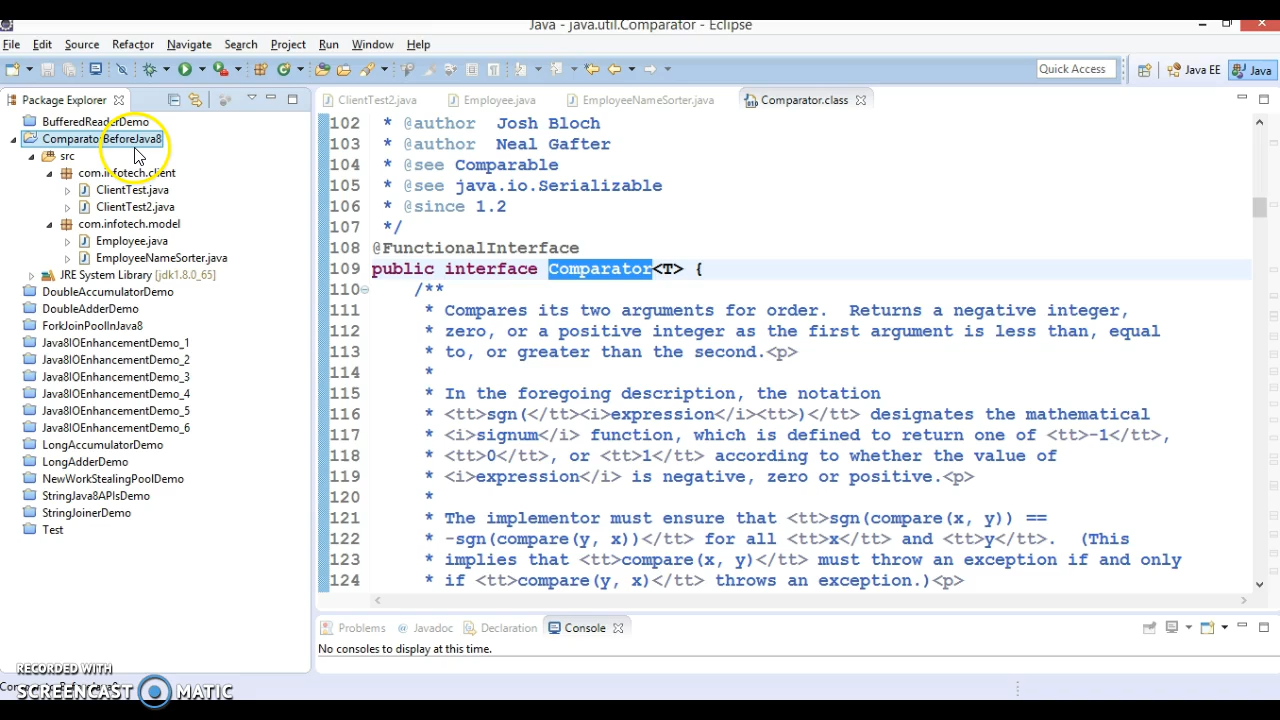 Java - java.util.Comparator - Eclipse
File Edit Source Refactor Navigate Search Project Run Window Help
Quick Access Java EE Java
Package Explorer
BufferedReaderDemo
ComparatorBeforeJava8
src
com.infotech.client
ClientTest.java
ClientTest2.java
com.infotech.model
Employee.java
EmployeeNameSorter.java
JRE System Library [jdk1.8.0_65]
DoubleAccumulatorDemo
DoubleAdderDemo
ForkJoinPoolInJava8
Java8IOEnhancementDemo_1
Java8IOEnhancementDemo_2
Java8IOEnhancementDemo_3
Java8IOEnhancementDemo_4
Java8IOEnhancementDemo_5
Java8IOEnhancementDemo_6
LongAccumulatorDemo
LongAdderDemo
NewWorkStealingPoolDemo
StringJava8APIsDemo
StringJoinerDemo
Test
ClientTest2.java Employee.java EmployeeNameSorter.java Comparator.class
102 * @author Josh Bloch
103 * @author Neal Gafter
104 * @see Comparable
105 * @see java.io.Serializable
106 * @since 1.2
107 */
108 @FunctionalInterface
109 public interface Comparator<T> {
110 /**
111 * Compares its two arguments for order. Returns a negative integer,
112 * zero, or a positive integer as the first argument is less than, equal
113 * to, or greater than the second.<p>
114 *
115 * In the foregoing description, the notation
116 * <tt>sgn(</tt><i>expression</i><tt>)</tt> designates the mathematical
117 * <i>signum</i> function, which is defined to return one of <tt>-1</tt>,
118 * <tt>0</tt>, or <tt>1</tt> according to whether the value of
119 * <i>expression</i> is negative, zero or positive.<p>
120 *
121 * The implementor must ensure that <tt>sgn(compare(x, y)) ==
122 * -sgn(compare(y, x))</tt> for all <tt>x</tt> and <tt>y</tt>. (This
123 * implies that <tt>compare(x, y)</tt> must throw an exception if and only
124 * if <tt>compare(y, x)</tt> throws an exception.)<p>
Problems Javadoc Declaration Console
No consoles to display at this time.
RECORDED WITH
SCREENCAST MATIC